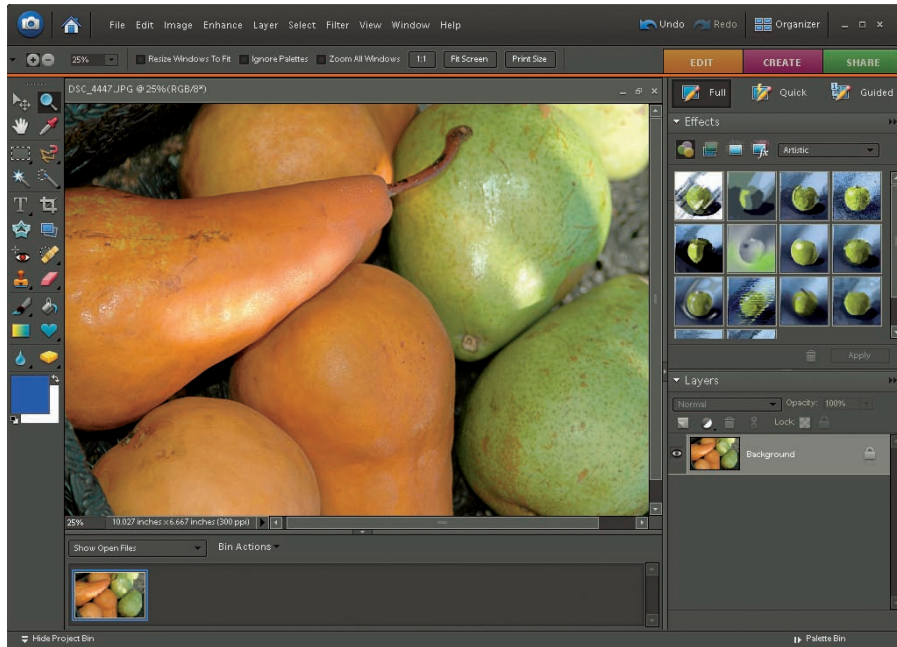 File Edit Image Enhance Layer Select Filter View Window Help
Undo Redo Organizer
25% Resize Windows To Fit Ignore Palettes Zoom All Windows 1:1 Fit Screen Print Size
EDIT CREATE SHARE
DSC_4447.JPG @ 25% (RGB/8*)
Full Quick Guided
Effects
Artistic
T
Apply
Layers
Normal Opacity: 100%
Lock:
Background
25% 10.027 inches x 6.667 inches (300 ppi)
Show Open Files Bin Actions
Hide Project Bin
Palette Bin